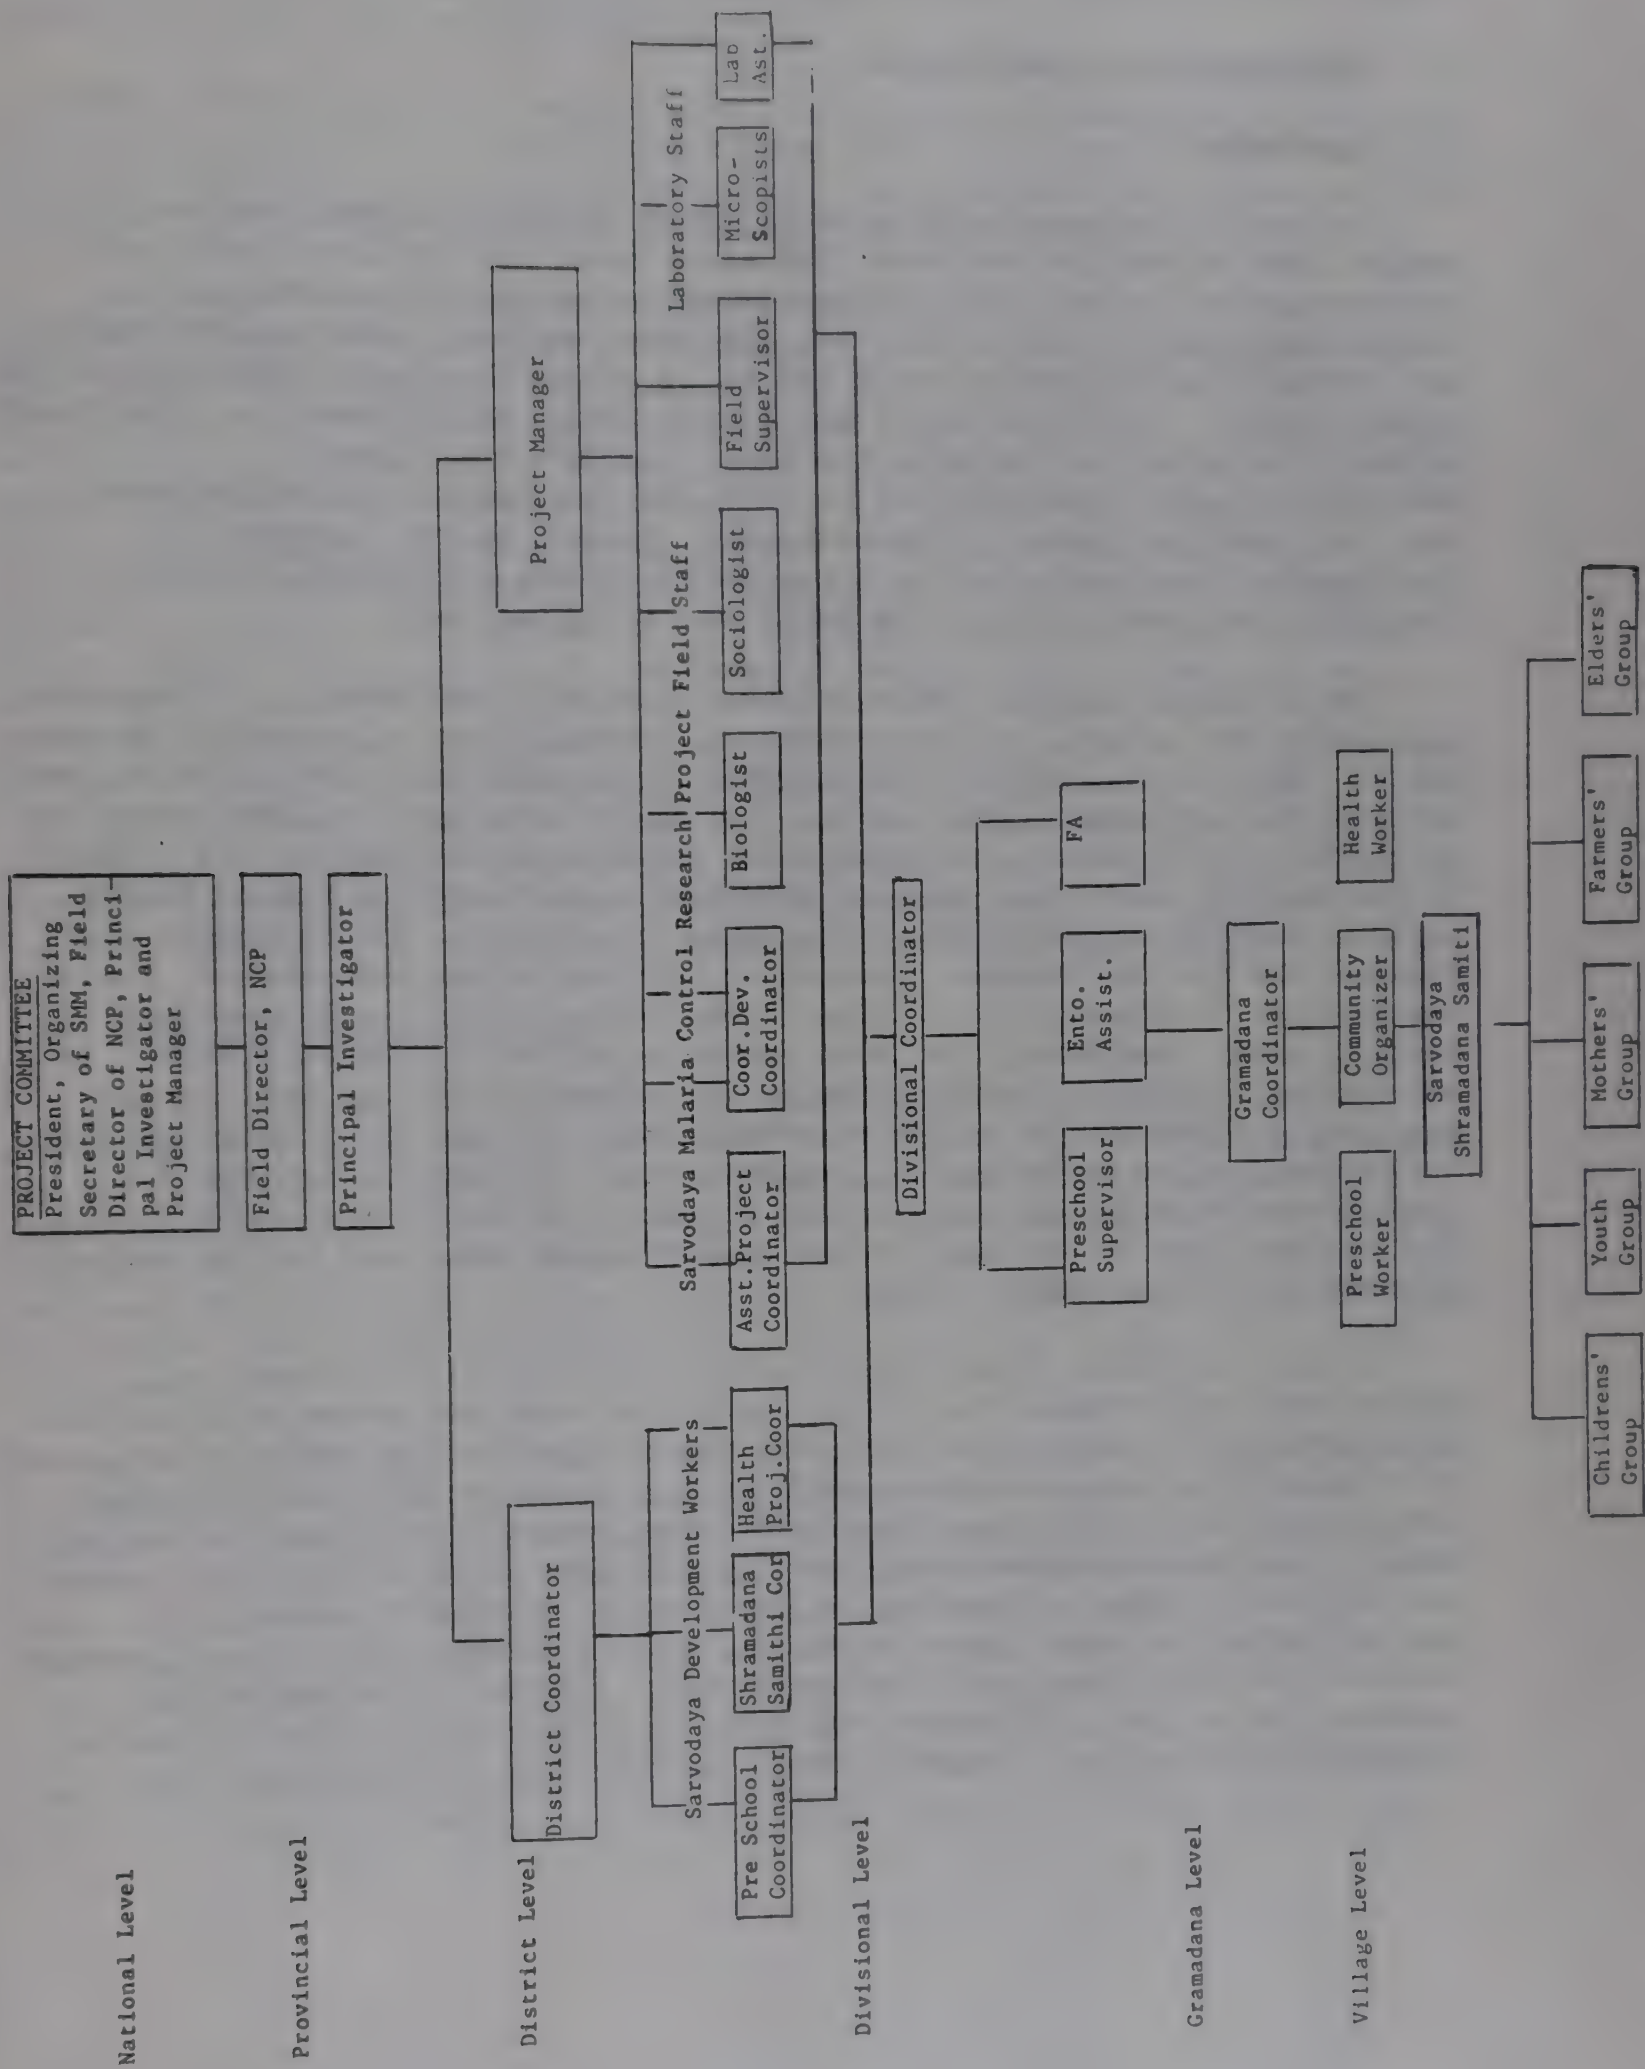 National Level
PROJECT COMMITTEE
President, Organizing
Secretary of SMM, Field
Director of NCP, Princi-
pal Investigator and
Project Manager
Provincial Level
Field Director, NCP
Principal Investigator
District Level
District Coordinator
Project Manager
Sarvodaya Development Workers
Sarvodaya Malaria Control Research Project Field Staff
Laboratory Staff
Pre School
Coordinator
Shramadana
Samithi Cor
Health
Proj.Coor
Asst.Project
Coordinator
Coor.Dev.
Coordinator
Biologist
Sociologist
Field
Supervisor
Micro-
Scopists
Lab
Ast.
Divisional Level
Divisional Coordinator
Preschool
Supervisor
Ento.
Assist.
FA
Gramadana Level
Gramadana
Coordinator
Village Level
Preschool
Worker
Community
Organizer
Health
Worker
Sarvodaya
Shramadana Samiti
Childrens'
Group
Youth
Group
Mothers'
Group
Farmers'
Group
Elders'
Group